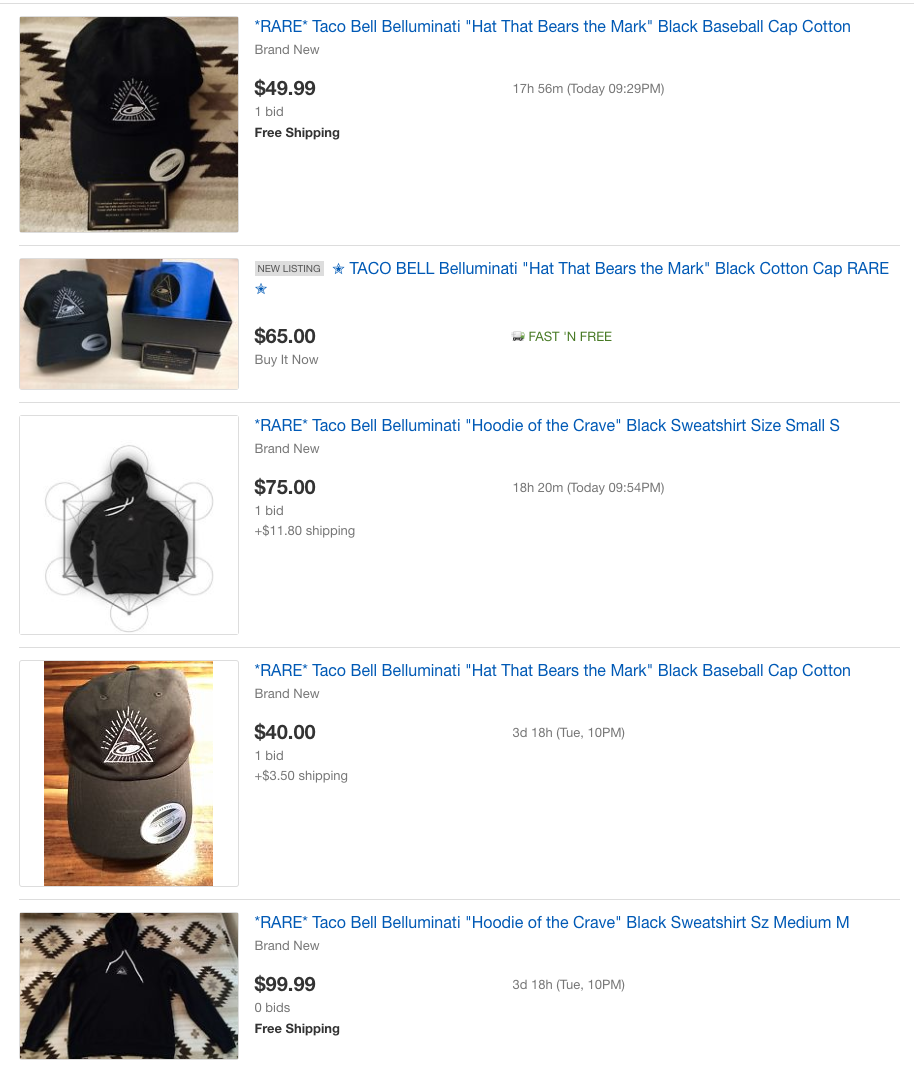 *RARE* Taco Bell Belluminati "Hat That Bears the Mark" Black Baseball Cap Cotton
Brand New
$49.99
17h 56m (Today 09:29PM)
1 bid
Free Shipping
NEW LISTING TACO BELL Belluminati "Hat That Bears the Mark" Black Cotton Cap RARE
$65.00
FAST 'N FREE
Buy It Now
*RARE* Taco Bell Belluminati "Hoodie of the Crave" Black Sweatshirt Size Small S
Brand New
$75.00
18h 20m (Today 09:54PM)
1 bid
+$11.80 shipping
*RARE* Taco Bell Belluminati "Hat That Bears the Mark" Black Baseball Cap Cotton
Brand New
$40.00
3d 18h (Tue, 10PM)
1 bid
+$3.50 shipping
*RARE* Taco Bell Belluminati "Hoodie of the Crave" Black Sweatshirt Sz Medium M
Brand New
$99.99
3d 18h (Tue, 10PM)
0 bids
Free Shipping